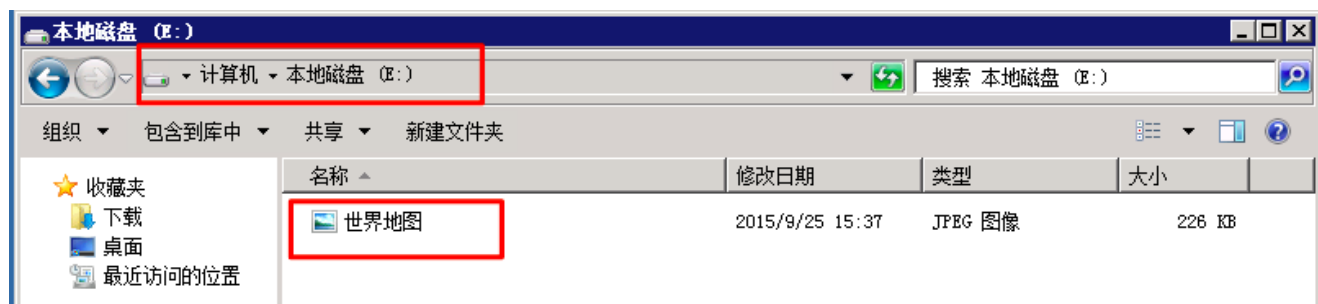 本地磁盘 (E:)
计算机 本地磁盘 (E:)
搜索 本地磁盘 (E:)
组织 包含到库中 共享 新建文件夹
名称 修改日期 类型 大小
收藏夹
世界地图 2015/9/25 15:37 JPEG 图像 226 KB
下载
桌面
最近访问的位置